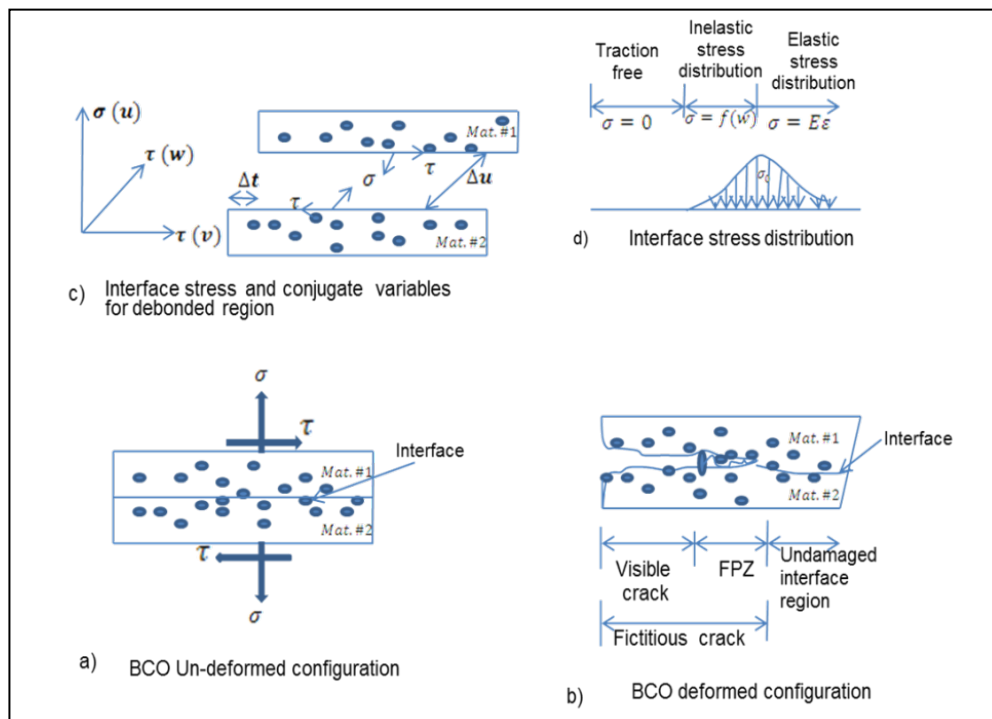 σ (u)
τ (w)
τ (v)
Δt
Mat.#1
τ
σ
Δu
τ
Mat.#2
c) Interface stress and conjugate variables
for debonded region
Traction
free
Inelastic
stress
distribution
Elastic
stress
distribution
σ = 0
σ = f(w)
σ = Eε
d) Interface stress distribution
σ
τ
Interface
Mat.#1
Mat.#2
τ
σ
a) BCO Un-deformed configuration
Mat.#1
Interface
Mat.#2
Visible
crack
FPZ
Undamaged
interface
region
Fictitious crack
b) BCO deformed configuration